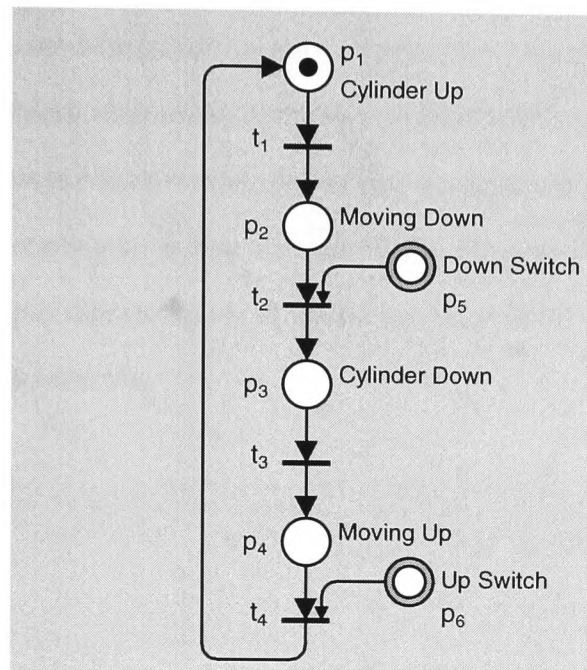 p₁
Cylinder Up
t₁
p₂ Moving Down
Down Switch
t₂
p₅
p₃ Cylinder Down
t₃
p₄ Moving Up
Up Switch
t₄
p₆